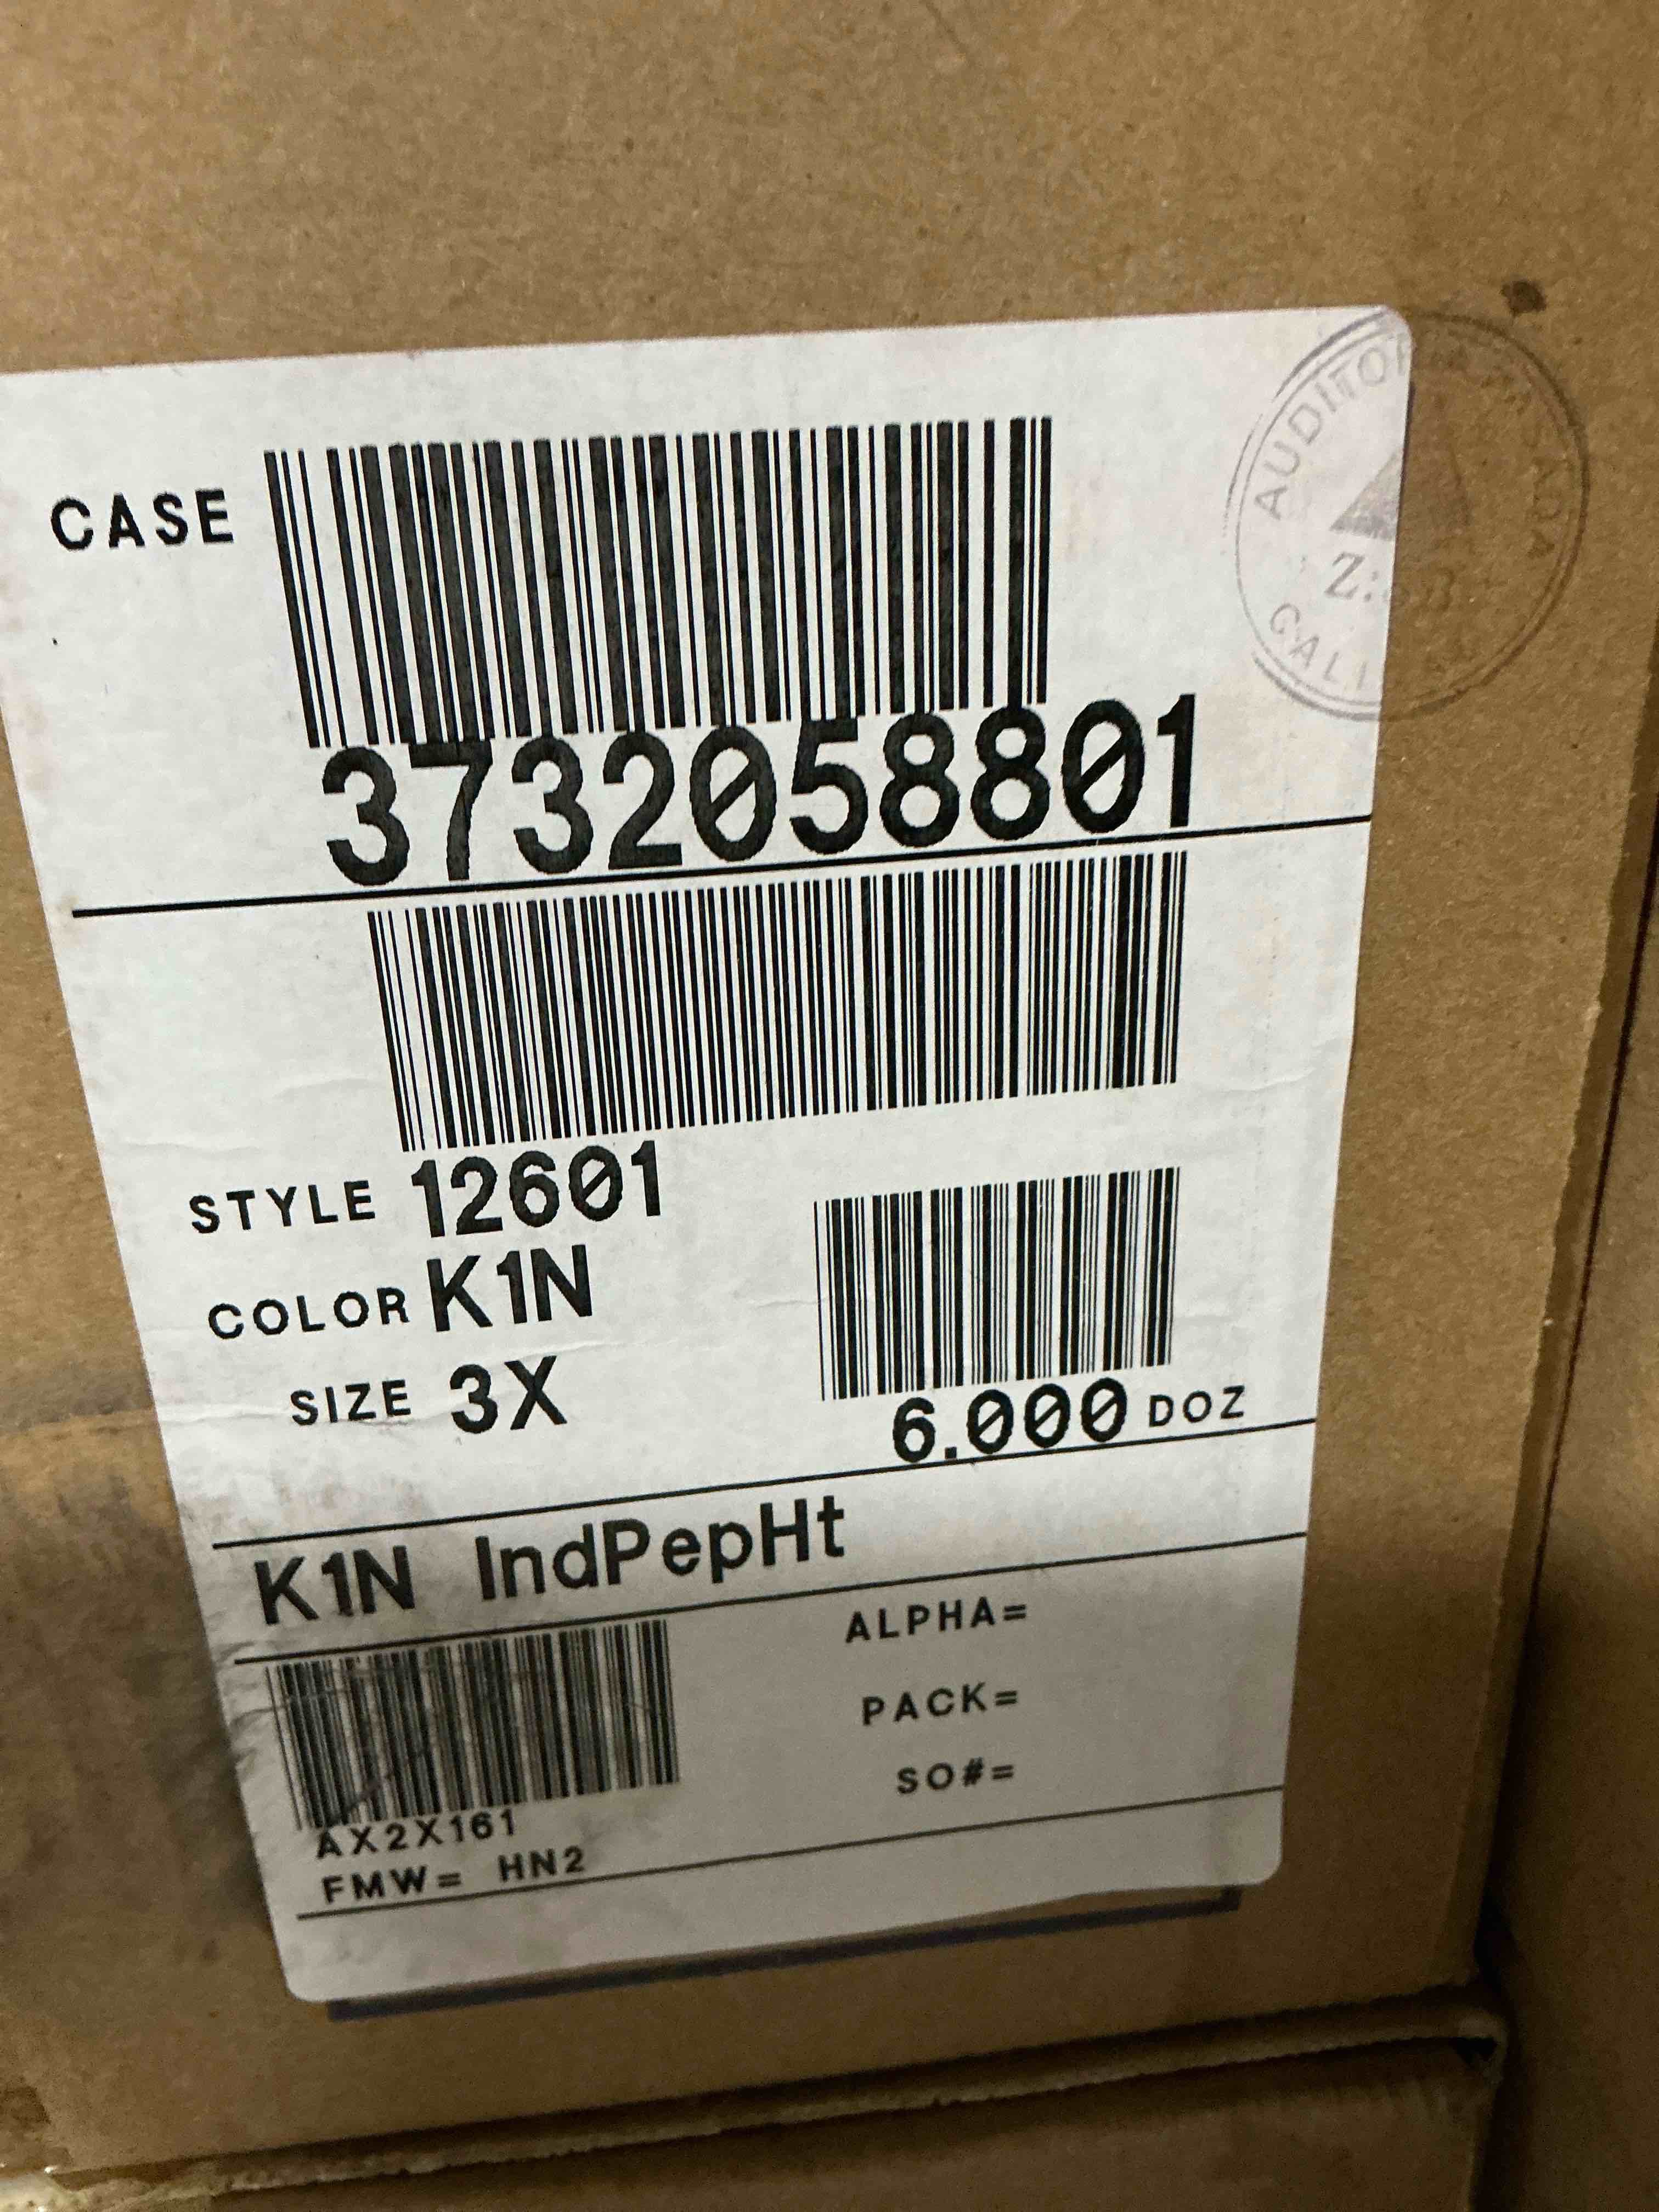 CASE
3732058801
STYLE 12601
COLOR K1N
SIZE 3X
6.000 DOZ
K1N IndPepHt
ALPHA=
PACK=
SO#=
AX2X161
FMW= HN2